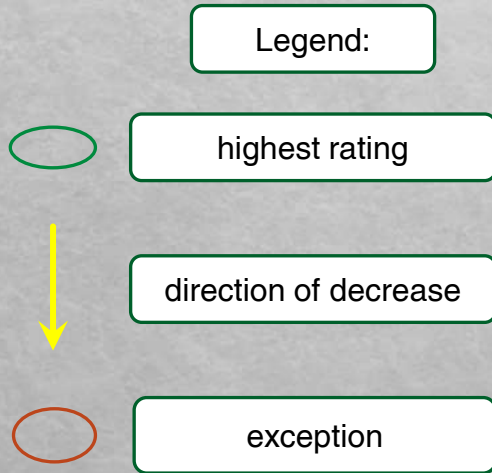 Legend:
highest rating
direction of decrease
exception